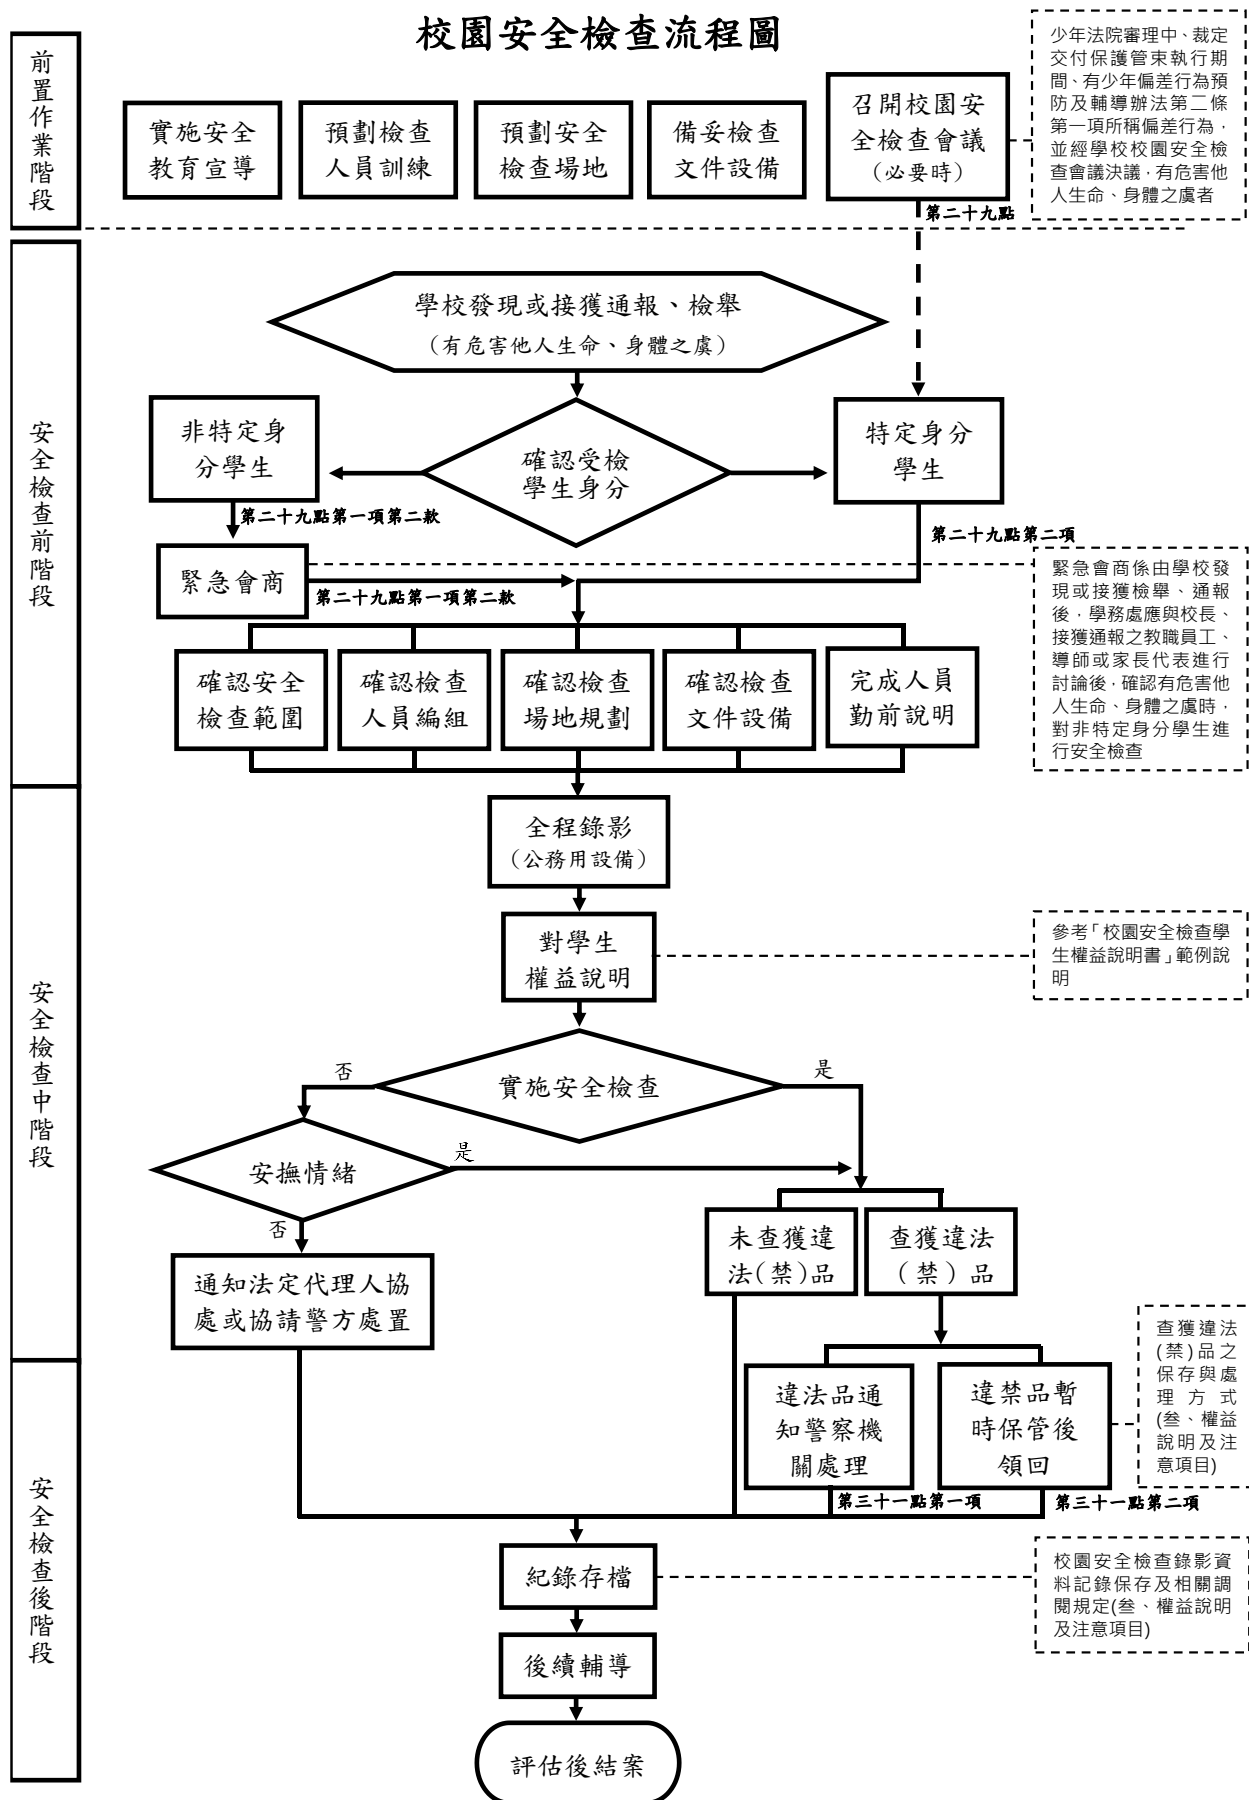 校園安全檢查流程圖
前置作業階段
實施安全
教育宣導
預劃檢查
人員訓練
預劃安全
檢查場地
備妥檢查
文件設備
召開校園安
全檢查會議
(必要時)
第二十九點
少年法院審理中、裁定
交付保護管束執行期
間、有少年偏差行為預
防及輔導辦法第二條
第一項所稱偏差行為，
並經學校校園安全檢
查會議決議，有危害他
人生命、身體之虞者
安全檢查前階段
學校發現或接獲通報、檢舉
(有危害他人生命、身體之虞)
非特定身
分學生
確認受檢
學生身分
特定身分
學生
第二十九點第一項第二款
第二十九點第二項
緊急會商
第二十九點第一項第二款
緊急會商係由學校發
現或接獲檢舉、通報
後，學務處應與校長、
接獲通報之教職員工、
導師或家長代表進行
討論後，確認有危害他
人生命、身體之虞時，
對非特定身分學生進
行安全檢查
確認安全
檢查範圍
確認檢查
人員編組
確認檢查
場地規劃
確認檢查
文件設備
完成人員
勤前說明
安全檢查中階段
全程錄影
(公務用設備)
對學生
權益說明
參考「校園安全檢查學
生權益說明書」範例說
明
實施安全檢查
否
是
安撫情緒
是
否
通知法定代理人協
處或協請警方處置
未查獲違
法(禁)品
查獲違法
(禁)品
查獲違法
(禁)品之
保存與處
理方式
(叁、權益
說明及注
意項目)
安全檢查後階段
違法品通
知警察機
關處理
違禁品暫
時保管後
領回
第三十一點第一項
第三十一點第二項
紀錄存檔
校園安全檢查錄影資
料記錄保存及相關調
閱規定(叁、權益說明
及注意項目)
後續輔導
評估後結案